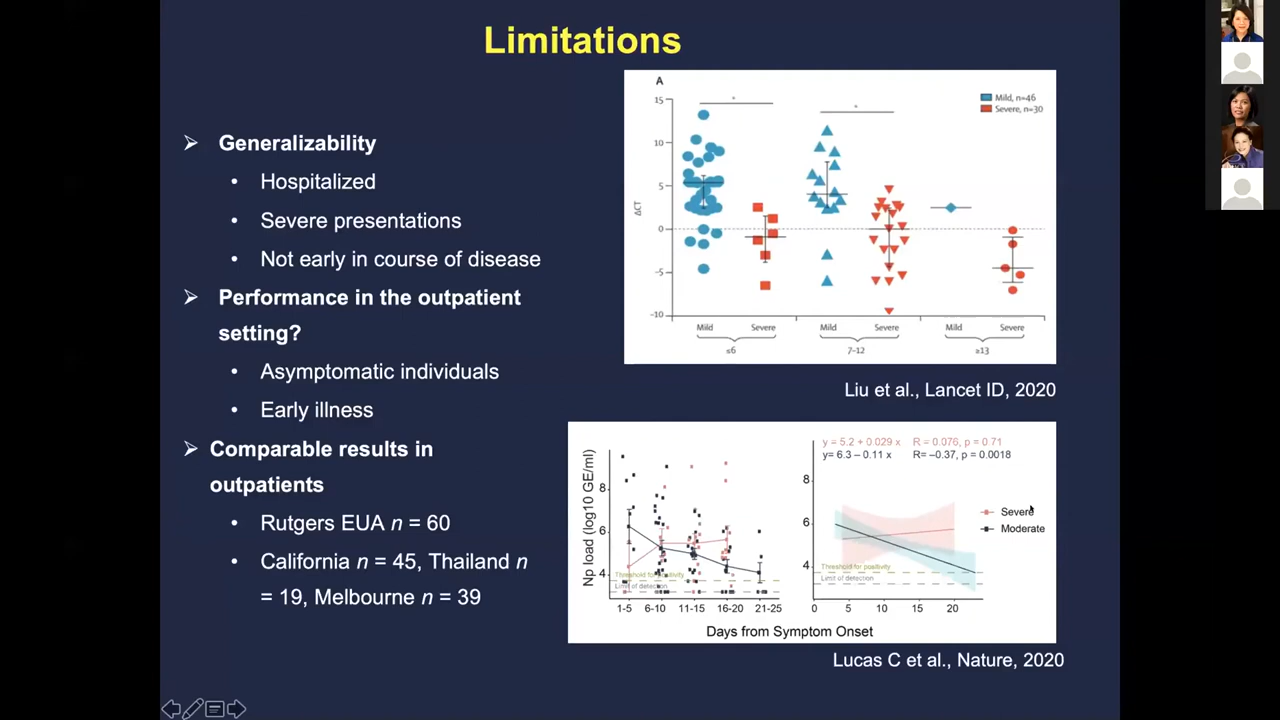 Limitations
Generalizability
Hospitalized
Severe presentations
Not early in course of disease
Performance in the outpatient
setting?
Asymptomatic individuals
Early illness
Comparable results in
outpatients
Rutgers EUA n = 60
California n = 45, Thailand n
= 19, Melbourne n = 39
A
Mild, n=46
Severe, n=30
ΔCT
15
10
5
0
−5
−10
* *
Mild Severe Mild Severe Mild Severe
≤6 7–12 ≥13
Liu et al., Lancet ID, 2020
Np load (log10 GE/ml)
8
6
4
Threshold for positivity
Limit of detection
1-5 6-10 11-15 16-20 21-25
y = 5.2 + 0.029 x R = 0.076, p = 0.71
y= 6.3 – 0.11 x R= –0.37, p = 0.0018
8
6
4
Threshold for positivity
Limit of detection
0 5 10 15 20
Severe
Moderate
Days from Symptom Onset
Lucas C et al., Nature, 2020